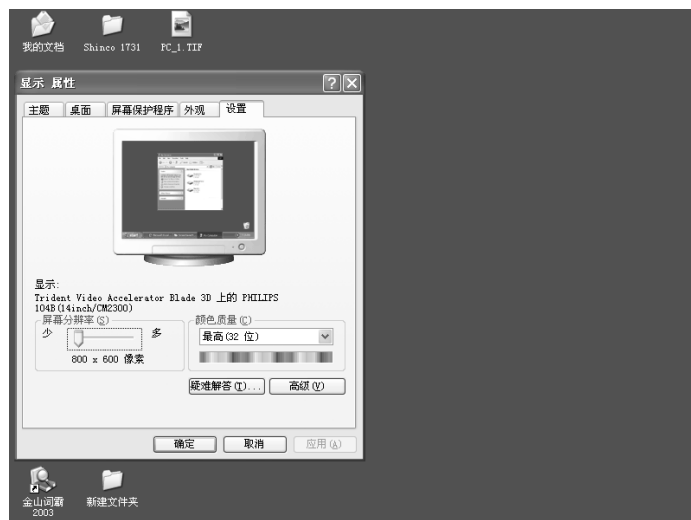 我的文档
Shinco 1731
PC_1.TIF
显示 属性
主题
桌面
屏幕保护程序
外观
设置
显示:
Trident Video Accelerator Blade 3D 上的 PHILIPS
104B(14inch/CM2300)
屏幕分辨率(S)
少
多
800 x 600 像素
颜色质量(C)
最高(32 位)
疑难解答(T)...
高级(V)
确定
取消
应用(A)
金山词霸
2003
新建文件夹